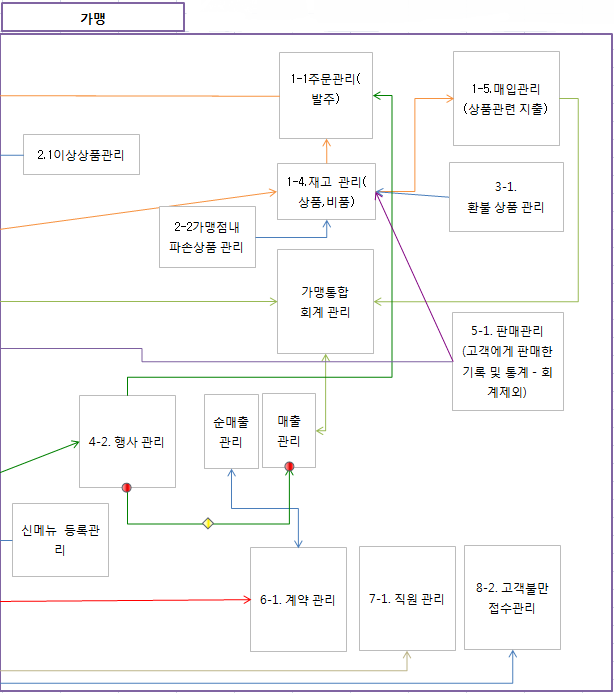 가맹
1-1주문관리(
발주)
1-5.매입관리
(상품관련 지출)
2.1이상상품관리
1-4.재고 관리(
상품,비품)
3-1.
환불 상품 관리
2-2가맹점내
파손상품 관리
가맹통합
회계 관리
5-1. 판매관리
(고객에게 판매한
기록 및 통계 - 회
계제외)
4-2. 행사 관리
순매출
관리
매출
관리
신메뉴 등록관
리
6-1. 계약 관리
7-1. 직원 관리
8-2. 고객불만
접수관리